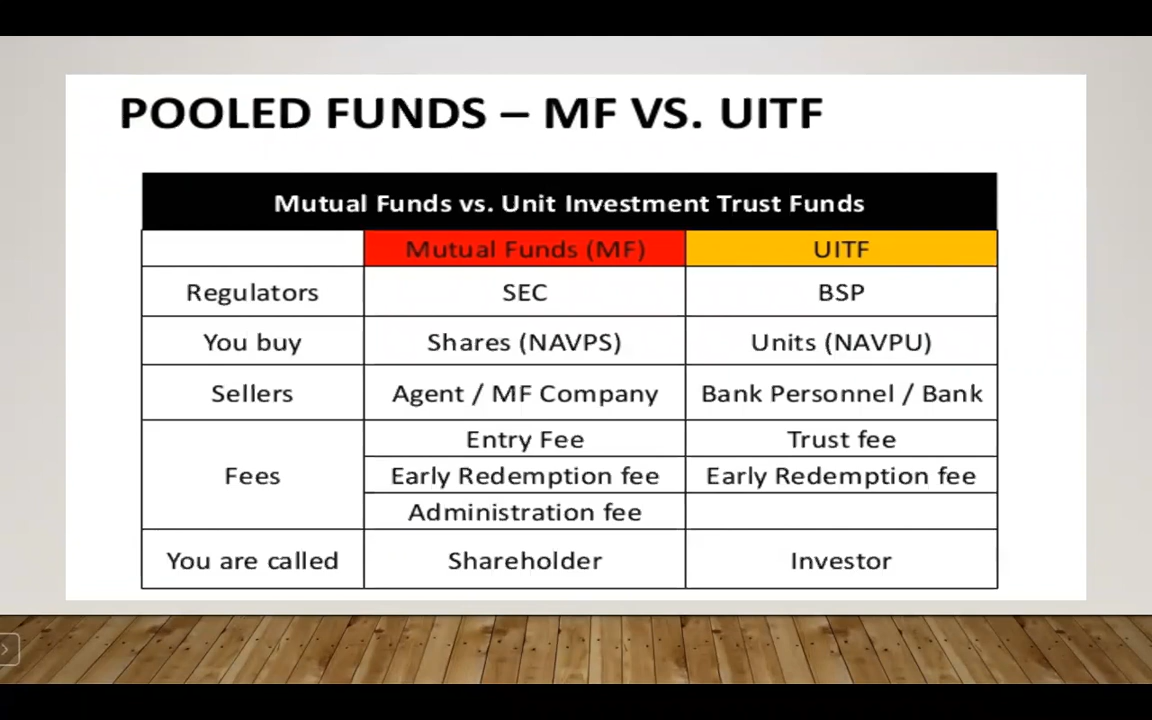 POOLED FUNDS – MF VS. UITF
Mutual Funds vs. Unit Investment Trust Funds
Mutual Funds (MF) UITF
Regulators SEC BSP
You buy Shares (NAVPS) Units (NAVPU)
Sellers Agent / MF Company Bank Personnel / Bank
Fees Entry Fee Trust fee
Early Redemption fee Early Redemption fee
Administration fee
You are called Shareholder Investor